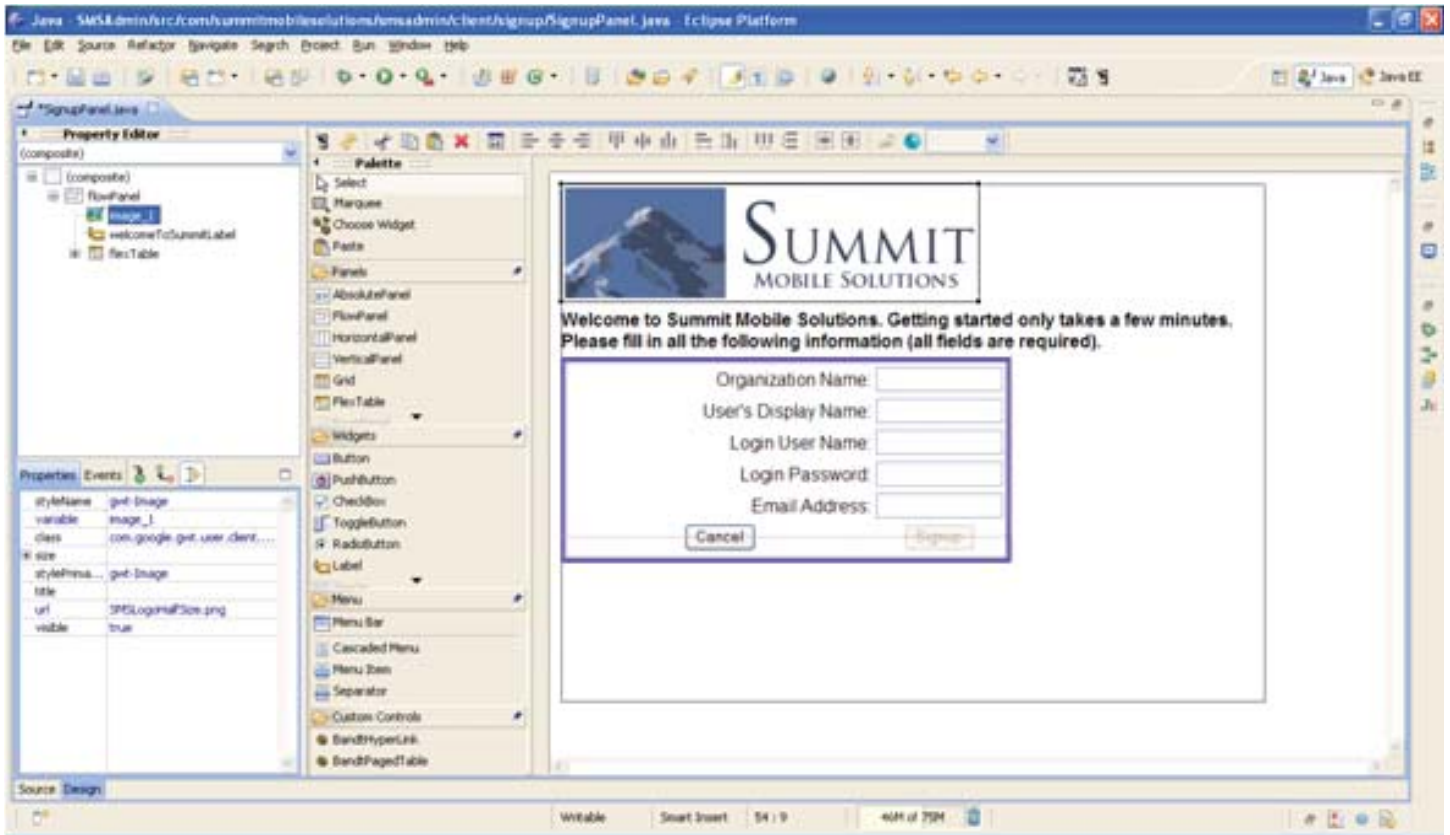 Java - SMSAdmin/src/com/summitmobilesolutions/smsadmin/client/signup/SignupPanel.java - Eclipse Platform
File Edit Source Refactor Navigate Search Project Run Window Help
Java Java EE
*SignupPanel.java
Property Editor
(composite)
(composite)
flowPanel
image_1
welcomeToSummitLabel
flexTable
Properties Events
styleName gwt-Image
variable image_1
class com.google.gwt.user.client....
size
stylePrima... gwt-Image
title
url SMSLogoHalfSize.png
visible true
Palette
Select
Marquee
Choose Widget
Paste
Panels
AbsolutePanel
FlowPanel
HorizontalPanel
VerticalPanel
Grid
FlexTable
Widgets
Button
PushButton
CheckBox
ToggleButton
RadioButton
Label
Menu
Menu Bar
Cascaded Menu
Menu Item
Separator
Custom Controls
BanditHyperLink
BanditPagedTable
SUMMIT
MOBILE SOLUTIONS
Welcome to Summit Mobile Solutions. Getting started only takes a few minutes.
Please fill in all the following information (all fields are required).
Organization Name:
User's Display Name:
Login User Name:
Login Password:
Email Address:
Cancel Signup
Source Design
Writable Smart Insert 54 : 9 46M of 75M